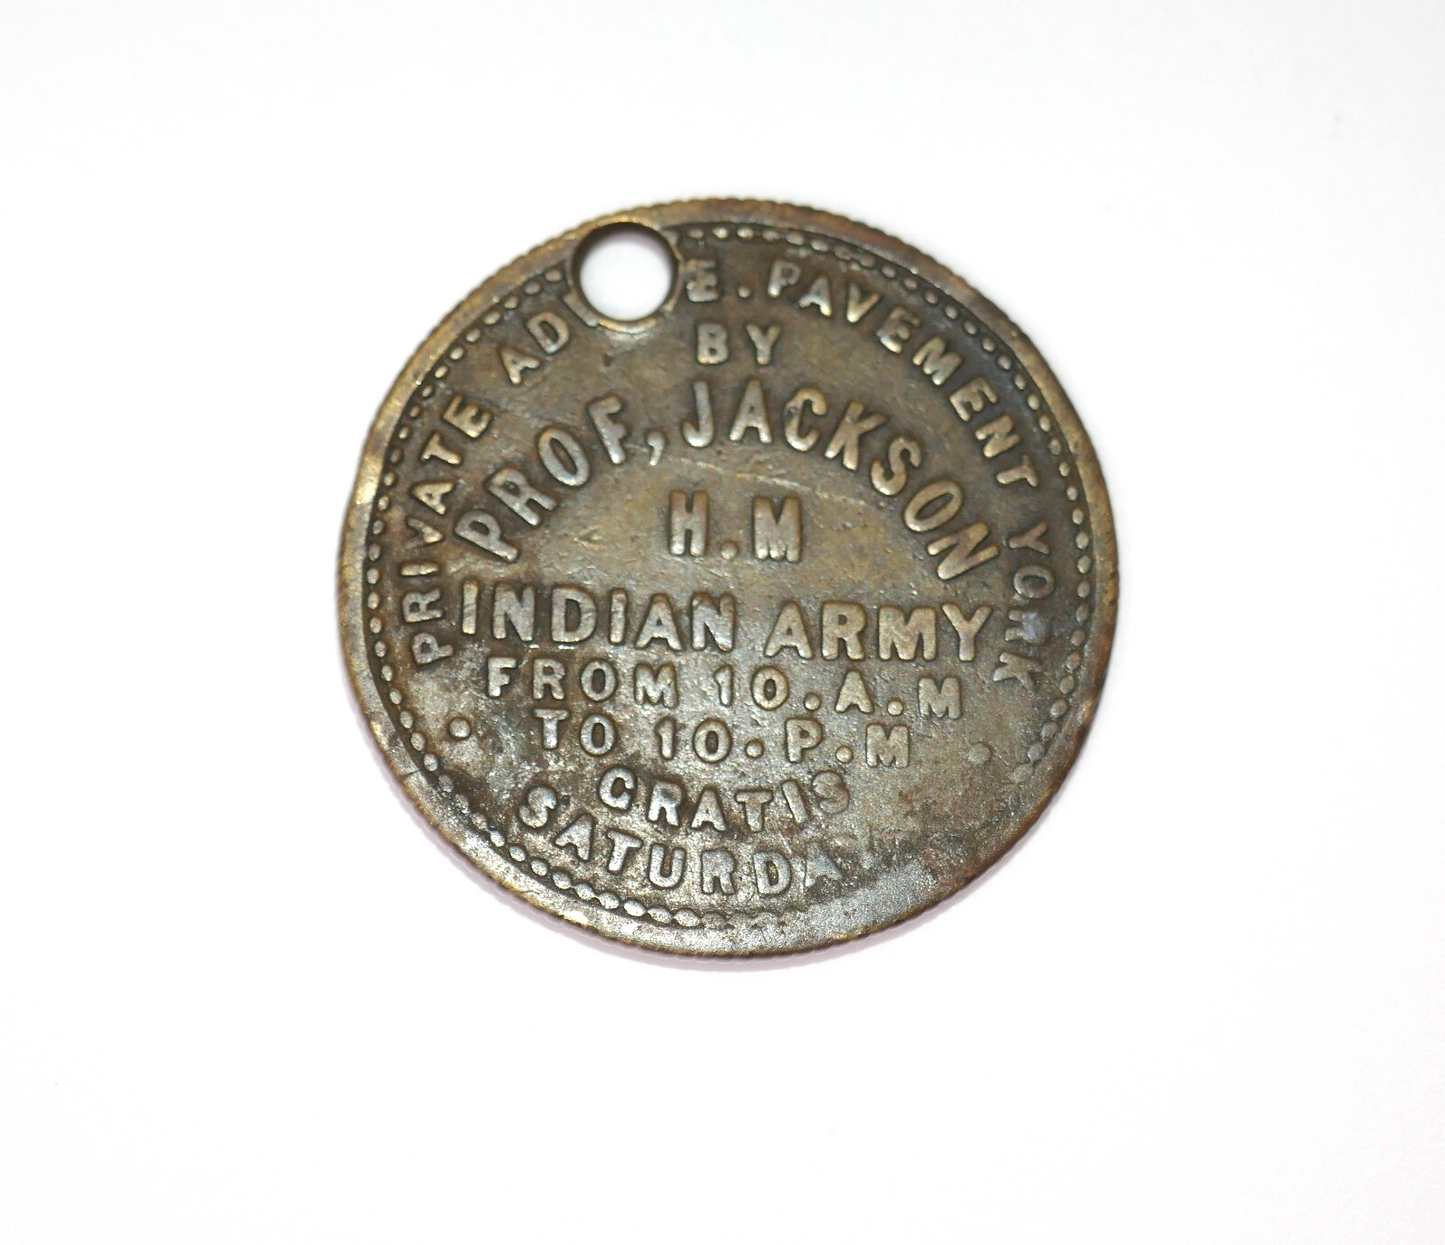 PRIVATE AD E. PAVEMENT YORK
BY
PROF, JACKSON
H.M
INDIAN ARMY
FROM 10.A.M
TO 10.P.M
GRATIS
SATURDA